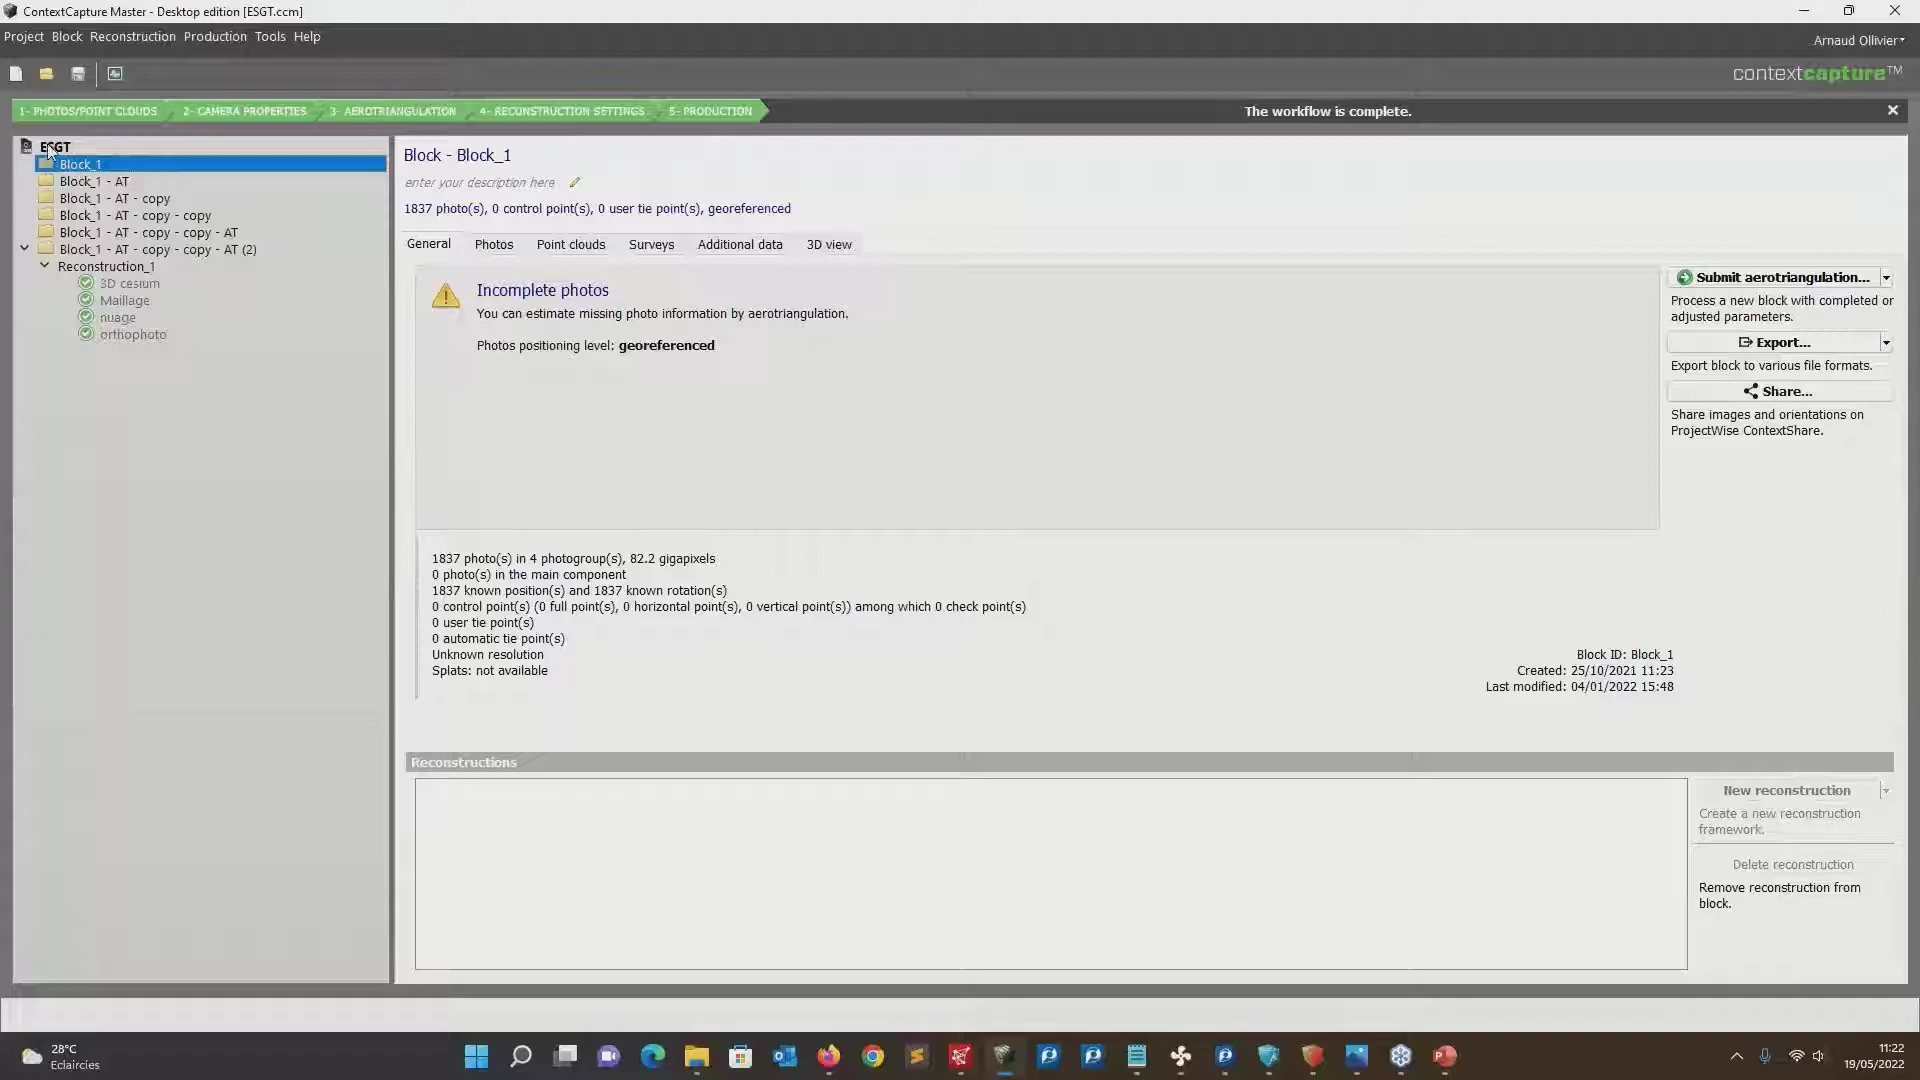 ContextCapture Master - Desktop edition [ESGT.ccm]
Project Block Reconstruction Production Tools Help
Arnaud Ollivier
contextcapture™
1- PHOTOS/POINT CLOUDS 2- CAMERA PROPERTIES 3- AEROTRIANGULATION 4- RECONSTRUCTION SETTINGS 5- PRODUCTION
The workflow is complete.
ESGT
Block_1
Block_1 - AT
Block_1 - AT - copy
Block_1 - AT - copy - copy
Block_1 - AT - copy - copy - AT
Block_1 - AT - copy - copy - AT (2)
Reconstruction_1
3D cesium
Maillage
nuage
orthophoto
Block - Block_1
enter your description here
1837 photo(s), 0 control point(s), 0 user tie point(s), georeferenced
General Photos Point clouds Surveys Additional data 3D view
Incomplete photos
You can estimate missing photo information by aerotriangulation.
Photos positioning level: georeferenced
Submit aerotriangulation...
Process a new block with completed or
adjusted parameters.
Export...
Export block to various file formats.
Share...
Share images and orientations on
ProjectWise ContextShare.
1837 photo(s) in 4 photogroup(s), 82.2 gigapixels
0 photo(s) in the main component
1837 known position(s) and 1837 known rotation(s)
0 control point(s) (0 full point(s), 0 horizontal point(s), 0 vertical point(s)) among which 0 check point(s)
0 user tie point(s)
0 automatic tie point(s)
Unknown resolution
Splats: not available
Block ID: Block_1
Created: 25/10/2021 11:23
Last modified: 04/01/2022 15:48
Reconstructions
New reconstruction
Create a new reconstruction
framework.
Delete reconstruction
Remove reconstruction from
block.
28°C
Eclaircies
11:22
19/05/2022